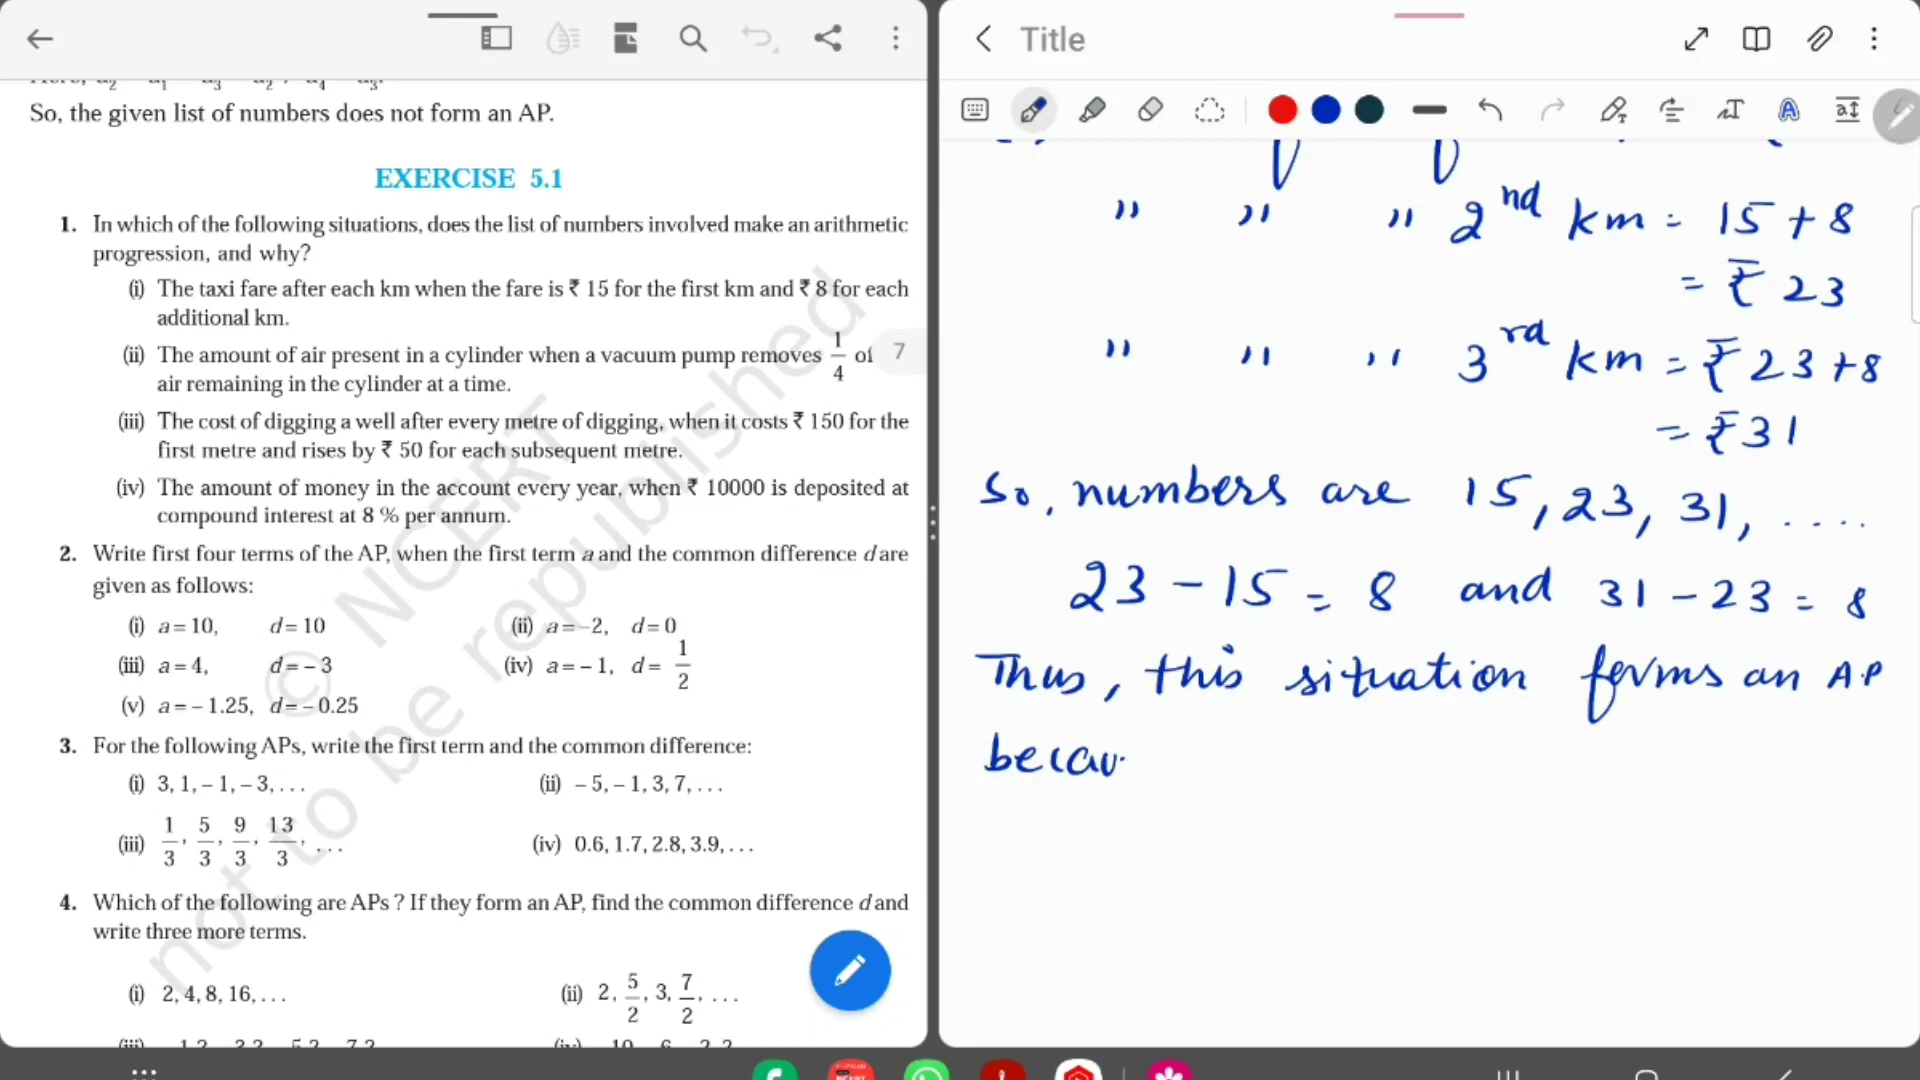 Title
So, the given list of numbers does not form an AP.
EXERCISE 5.1
1. In which of the following situations, does the list of numbers involved make an arithmetic
progression, and why?
(i) The taxi fare after each km when the fare is ₹ 15 for the first km and ₹ 8 for each
additional km.
(ii) The amount of air present in a cylinder when a vacuum pump removes 1/4 of
air remaining in the cylinder at a time.
7
(iii) The cost of digging a well after every metre of digging, when it costs ₹ 150 for the
first metre and rises by ₹ 50 for each subsequent metre.
(iv) The amount of money in the account every year, when ₹ 10000 is deposited at
compound interest at 8 % per annum.
2. Write first four terms of the AP, when the first term a and the common difference d are
given as follows:
(i) a = 10, d = 10 (ii) a = –2, d = 0
(iii) a = 4, d = – 3 (iv) a = – 1, d = 1/2
(v) a = – 1.25, d = – 0.25
3. For the following APs, write the first term and the common difference:
(i) 3, 1, – 1, – 3, . . . (ii) – 5, – 1, 3, 7, . . .
(iii) 1/3, 5/3, 9/3, 13/3, . . . (iv) 0.6, 1.7, 2.8, 3.9, . . .
4. Which of the following are APs ? If they form an AP, find the common difference d and
write three more terms.
(i) 2, 4, 8, 16, . . . (ii) 2, 5/2, 3, 7/2, . . .
© NCERT
not to be republished
" " " 2nd km = 15 + 8
= ₹ 23
" " " 3rd km = ₹ 23 + 8
= ₹ 31
So, numbers are 15, 23, 31, ....
23 - 15 = 8 and 31 - 23 = 8
Thus, this situation forms an A.P
becau